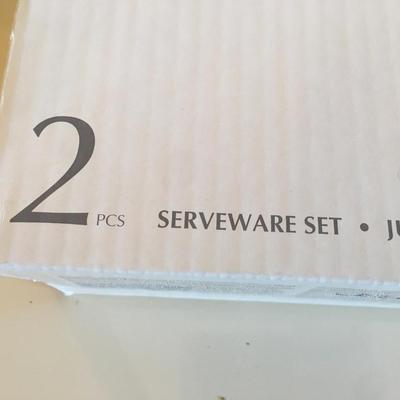 2 PCS SERVEWARE SET •